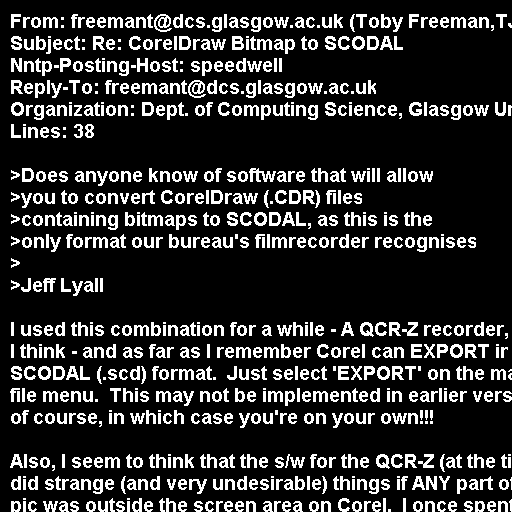 From: freemant@dcs.glasgow.ac.uk (Toby Freeman,TJ
Subject: Re: CorelDraw Bitmap to SCODAL
Nntp-Posting-Host: speedwell
Reply-To: freemant@dcs.glasgow.ac.uk
Organization: Dept. of Computing Science, Glasgow Un
Lines: 38

>Does anyone know of software that will allow
>you to convert CorelDraw (.CDR) files
>containing bitmaps to SCODAL, as this is the
>only format our bureau's filmrecorder recognises
>
>Jeff Lyall

I used this combination for a while - A QCR-Z recorder,
I think - and as far as I remember Corel can EXPORT in
SCODAL (.scd) format.  Just select 'EXPORT' on the ma
file menu.  This may not be implemented in earlier vers
of course, in which case you're on your own!!!

Also, I seem to think that the s/w for the QCR-Z (at the ti
did strange (and very undesirable) things if ANY part of
pic was outside the screen area on Corel.  I once spent